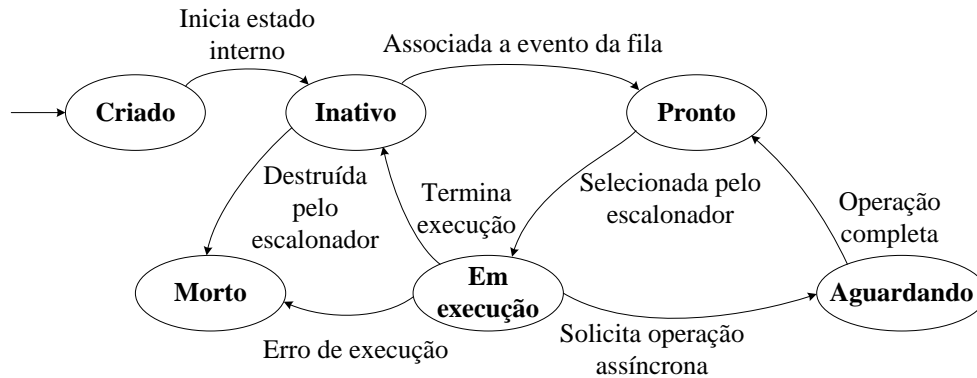 Inicia estado
interno
Associada a evento da fila
Criado
Inativo
Pronto
Destruída
pelo
escalonador
Termina
execução
Selecionada pelo
escalonador
Operação
completa
Morto
Em
execução
Aguardando
Erro de execução
Solicita operação
assíncrona